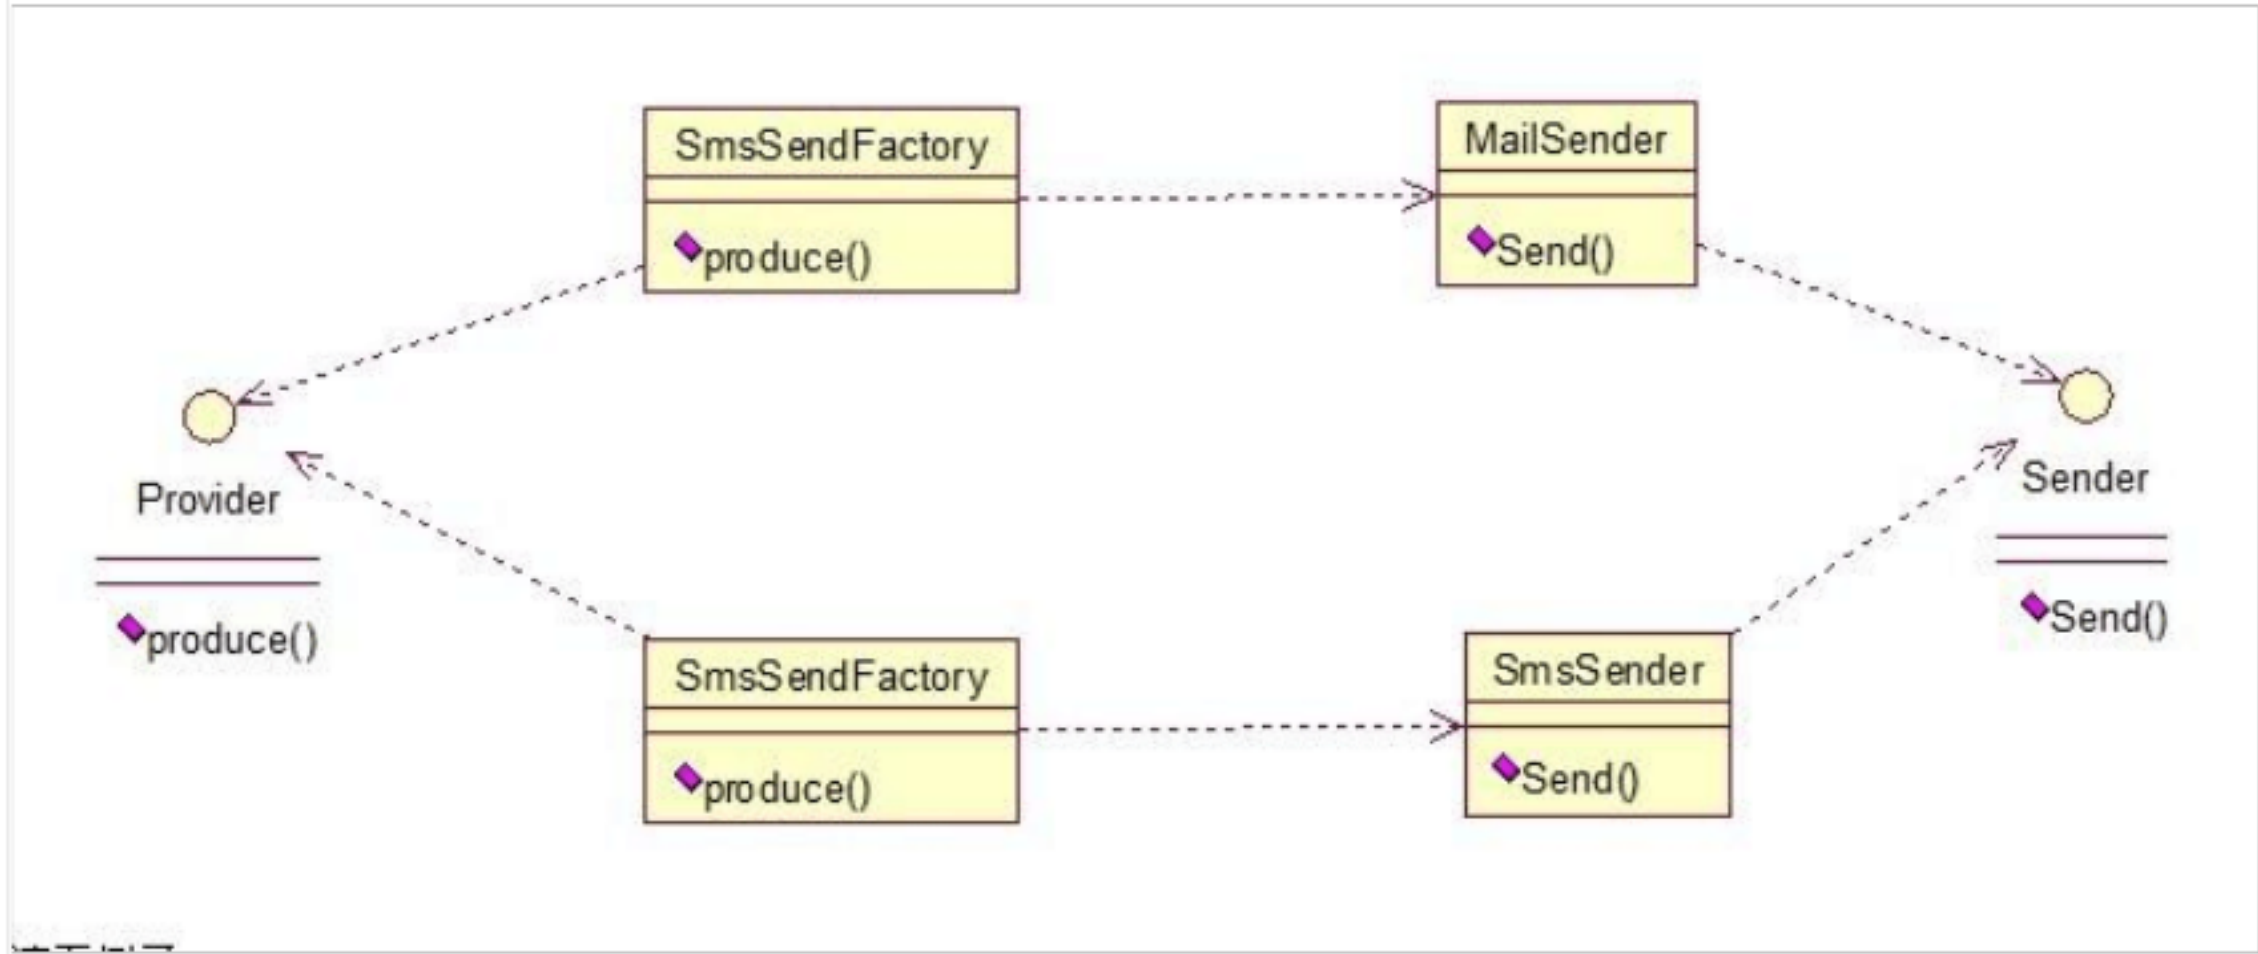 SmsSendFactory
produce()
MailSender
Send()
Provider
produce()
Sender
Send()
SmsSendFactory
produce()
SmsSender
Send()